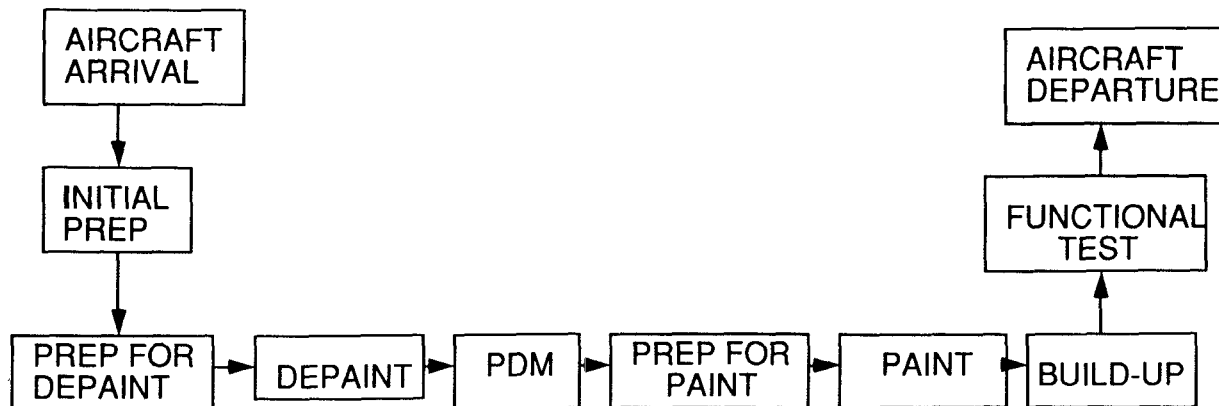 AIRCRAFT
ARRIVAL
INITIAL
PREP
PREP FOR
DEPAINT
DEPAINT
PDM
PREP FOR
PAINT
PAINT
BUILD-UP
FUNCTIONAL
TEST
AIRCRAFT
DEPARTURE